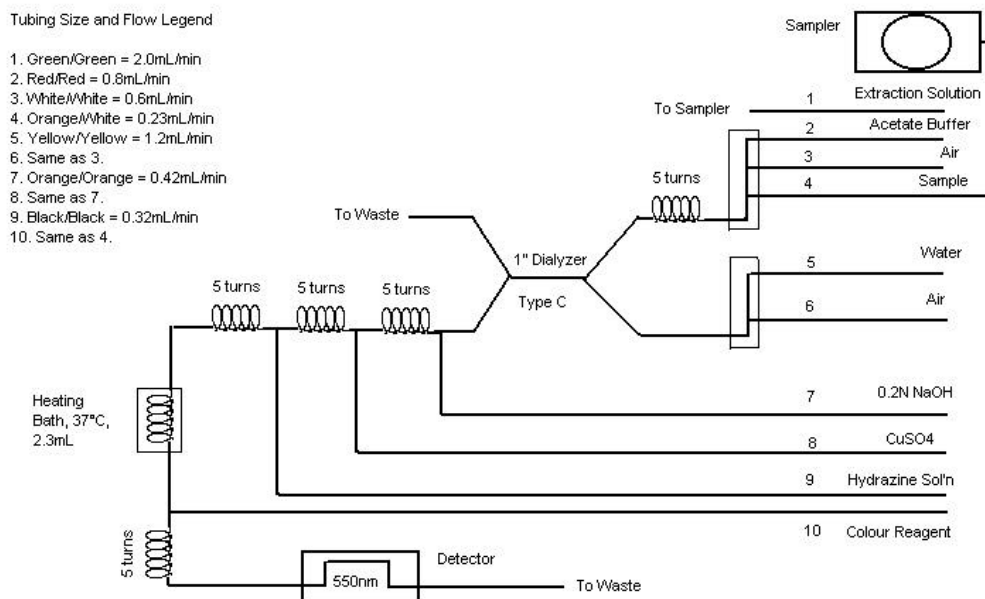 Tubing Size and Flow Legend
1. Green/Green = 2.0mL/min
2. Red/Red = 0.8mL/min
3. White/White = 0.6mL/min
4. Orange/White = 0.23mL/min
5. Yellow/Yellow = 1.2mL/min
6. Same as 3.
7. Orange/Orange = 0.42mL/min
8. Same as 7.
9. Black/Black = 0.32mL/min
10. Same as 4.
Sampler
To Sampler
1
Extraction Solution
2
Acetate Buffer
3
Air
4
Sample
5 turns
To Waste
1" Dialyzer
Type C
5
Water
6
Air
5 turns
5 turns
5 turns
7
0.2N NaOH
8
CuSO4
9
Hydrazine Sol'n
10
Colour Reagent
Heating
Bath, 37°C,
2.3mL
5 turns
Detector
550nm
To Waste